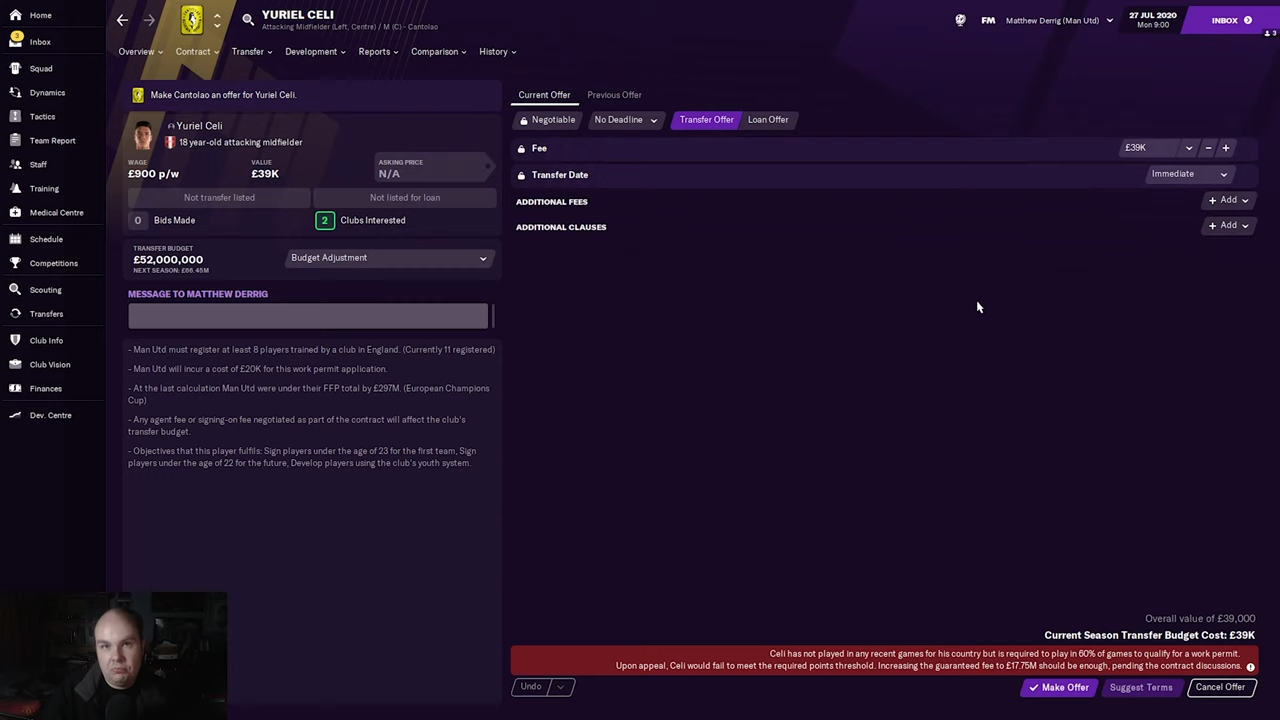 Home
3
Inbox
Squad
Dynamics
Tactics
Team Report
Staff
Training
Medical Centre
Schedule
Competitions
Scouting
Transfers
Club Info
Club Vision
Finances
Dev. Centre
YURIEL CELI
Attacking Midfielder (Left, Centre) / M (C) - Cantolao
FM
Matthew Derrig (Man Utd)
27 JUL 2020
Mon 9:00
INBOX
3
Overview
Contract
Transfer
Development
Reports
Comparison
History
Make Cantolao an offer for Yuriel Celi.
Yuriel Celi
18 year-old attacking midfielder
WAGE
£900 p/w
VALUE
£39K
ASKING PRICE
N/A
Not transfer listed
Not listed for loan
0 Bids Made
2 Clubs Interested
TRANSFER BUDGET
£52,000,000
NEXT SEASON: £66.45M
Budget Adjustment
MESSAGE TO MATTHEW DERRIG
- Man Utd must register at least 8 players trained by a club in England. (Currently 11 registered)
- Man Utd will incur a cost of £20K for this work permit application.
- At the last calculation Man Utd were under their FFP total by £297M. (European Champions
Cup)
- Any agent fee or signing-on fee negotiated as part of the contract will affect the club's
transfer budget.
- Objectives that this player fulfils: Sign players under the age of 23 for the first team, Sign
players under the age of 22 for the future, Develop players using the club's youth system.
Current Offer
Previous Offer
Negotiable
No Deadline
Transfer Offer
Loan Offer
Fee
£39K
Transfer Date
Immediate
ADDITIONAL FEES
+ Add
ADDITIONAL CLAUSES
+ Add
Overall value of £39,000
Current Season Transfer Budget Cost: £39K
Celi has not played in any recent games for his country but is required to play in 60% of games to qualify for a work permit.
Upon appeal, Celi would fail to meet the required points threshold. Increasing the guaranteed fee to £17.75M should be enough, pending the contract discussions.
Undo
Make Offer
Suggest Terms
Cancel Offer